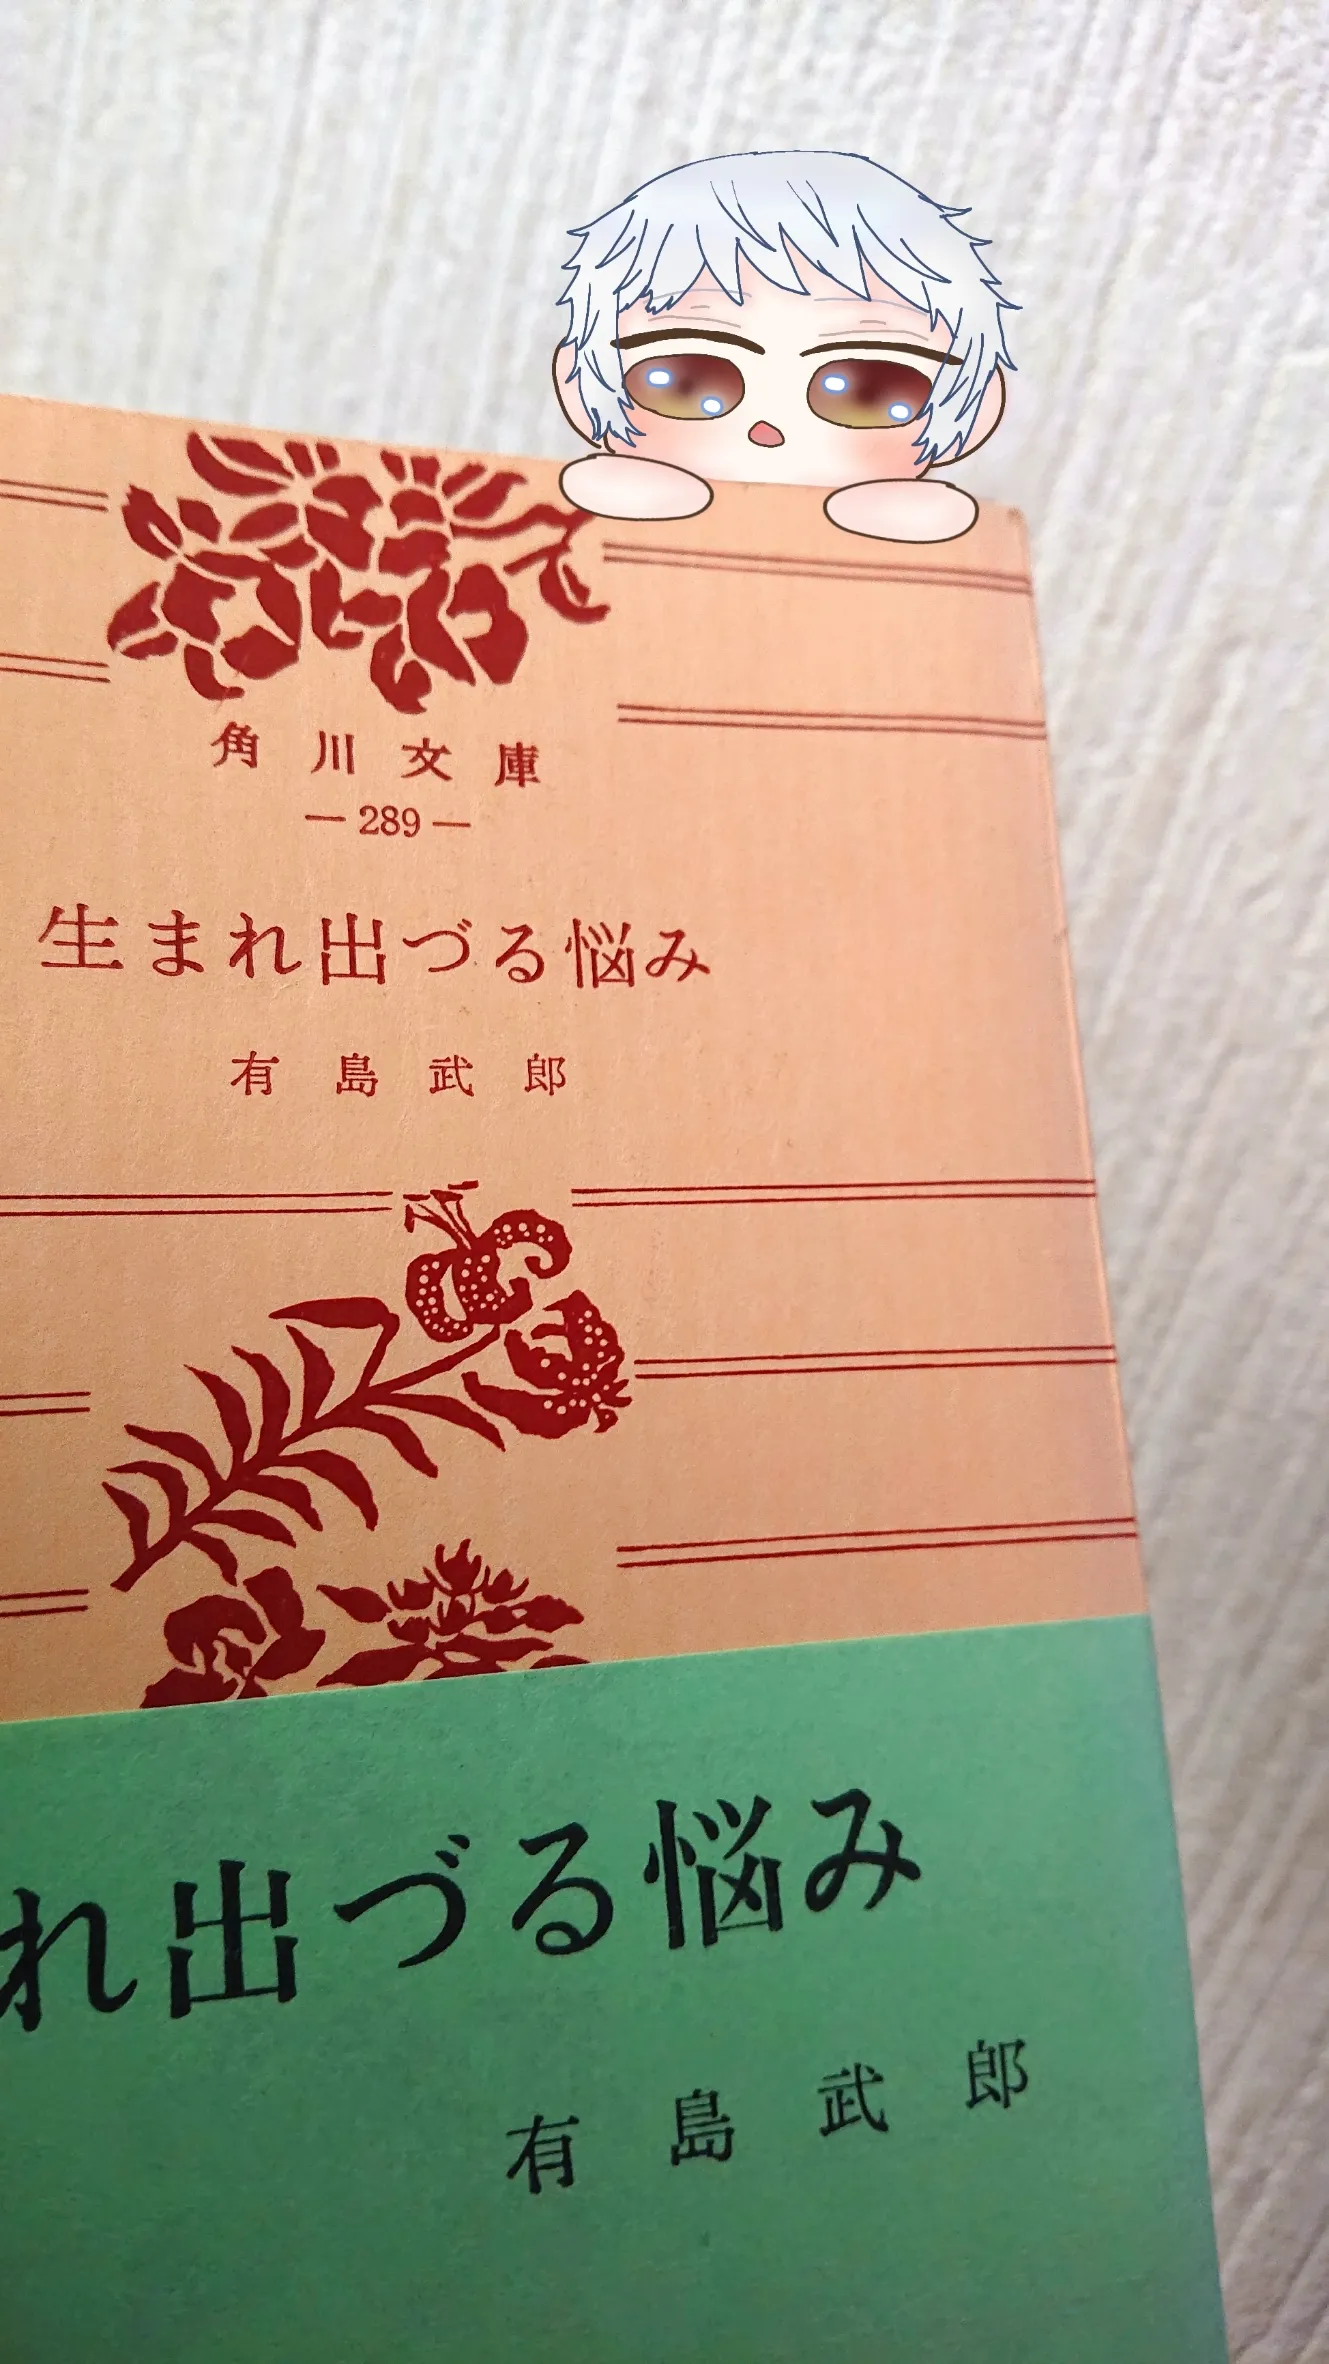 角川文庫
— 289 —
生まれ出づる悩み
有島武郎
れ出づる悩み
有島武郎